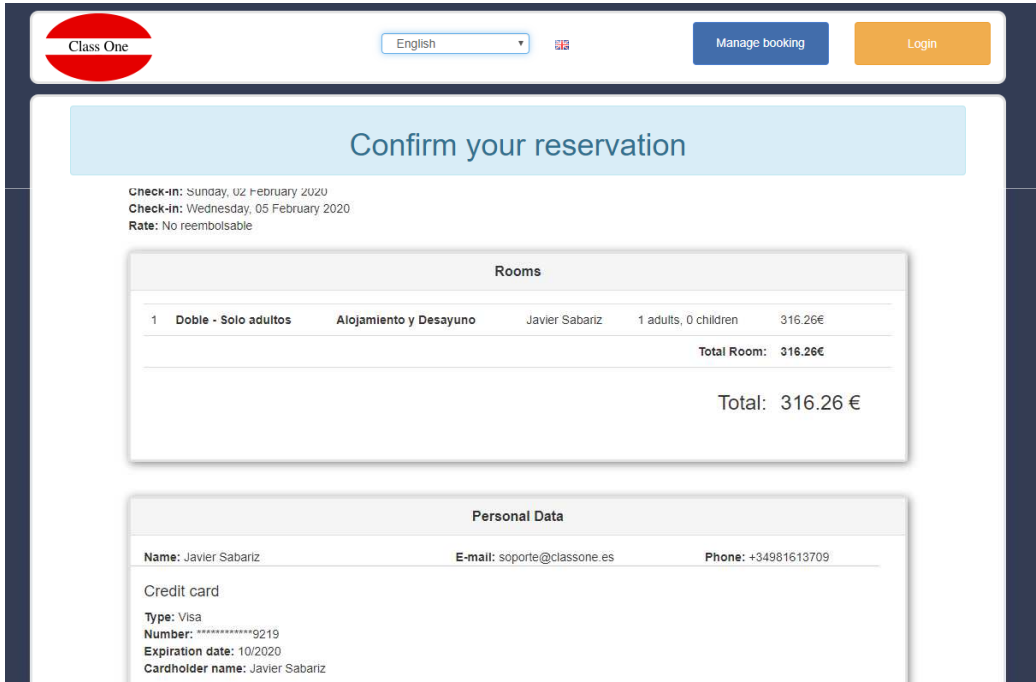 Class One
English
Manage booking
Login
Confirm your reservation
Check-in: Sunday, 02 February 2020
Check-in: Wednesday, 05 February 2020
Rate: No reembolsable
Rooms
1 Doble - Solo adultos Alojamiento y Desayuno Javier Sabariz 1 adults, 0 children 316.26€
Total Room: 316.26€
Total: 316.26 €
Personal Data
Name: Javier Sabariz E-mail: soporte@classone.es Phone: +34981613709
Credit card
Type: Visa
Number: ************9219
Expiration date: 10/2020
Cardholder name: Javier Sabariz